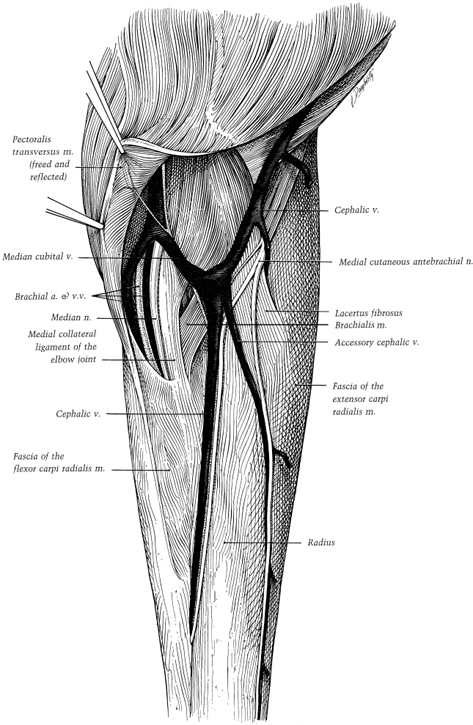 Pectoralis
transversus m.
(freed and
reflected)
Median cubital v.
Brachial a. & v.v.
Median n.
Medial collateral
ligament of the
elbow joint
Cephalic v.
Fascia of the
flexor carpi radialis m.
Cephalic v.
Medial cutaneous antebrachial n.
Lacertus fibrosus
Brachialis m.
Accessory cephalic v.
Fascia of the
extensor carpi
radialis m.
Radius